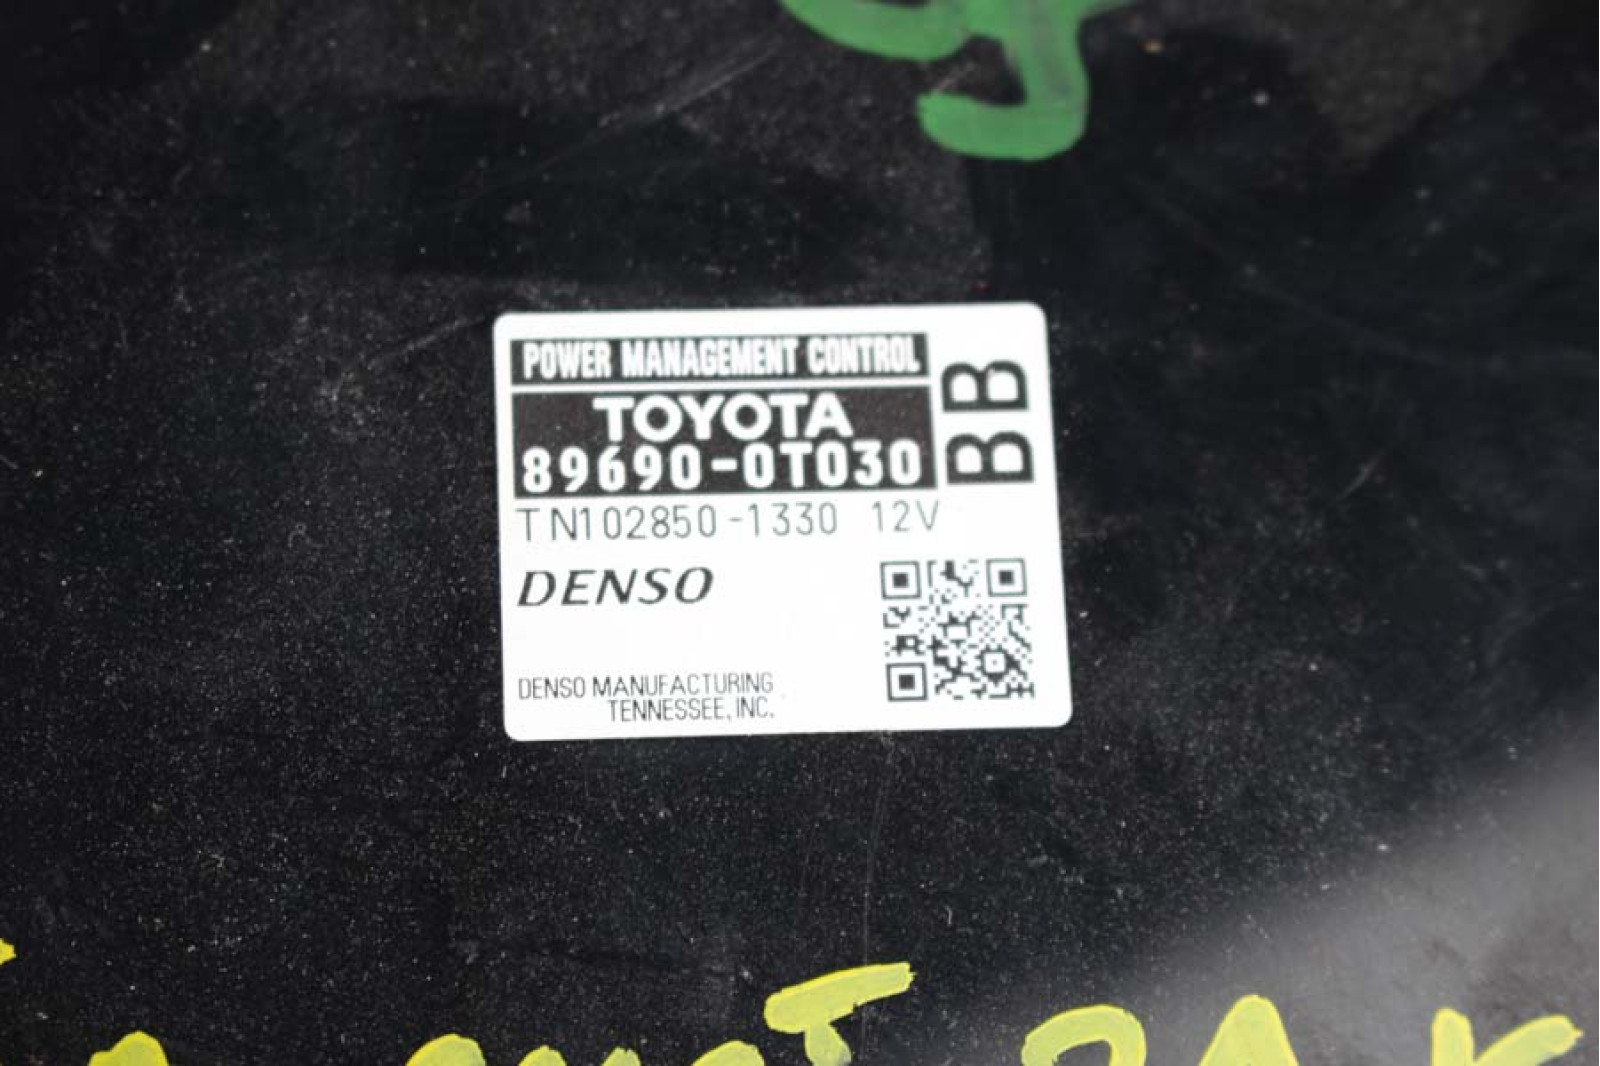 POWER MANAGEMENT CONTROL
TOYOTA
89690-0T030
BB
TN102850-1330 12V
DENSO
DENSO MANUFACTURING
TENNESSEE, INC.